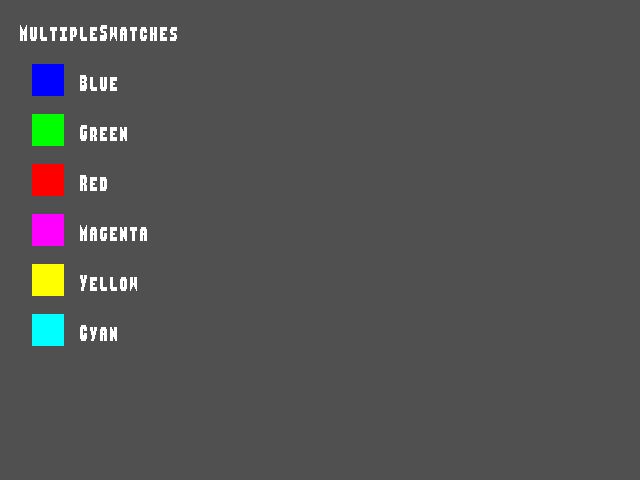 MultipleSwatches
Blue
Green
Red
Magenta
Yellow
Cyan